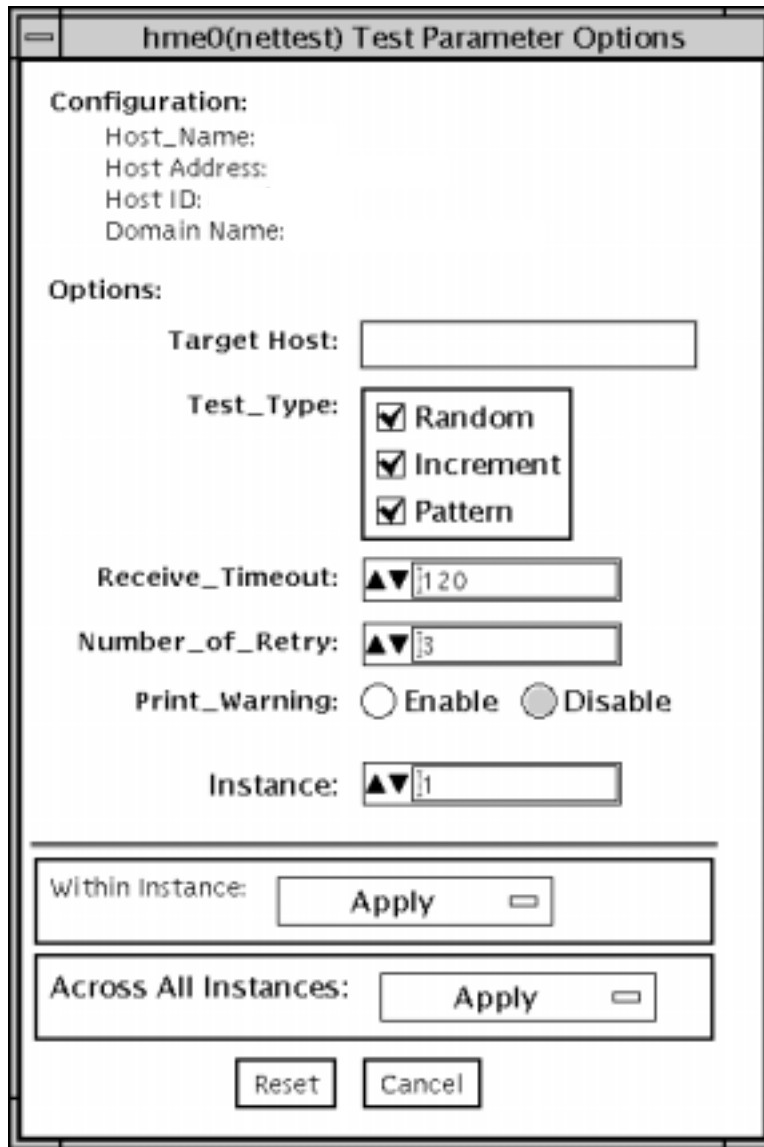 hme0(nettest) Test Parameter Options
Configuration:
Host_Name:
Host Address:
Host ID:
Domain Name:
Options:
Target Host:
Test_Type:
Random
Increment
Pattern
Receive_Timeout: 120
Number_of_Retry: 3
Print_Warning: Enable Disable
Instance: 1
Within Instance: Apply
Across All Instances: Apply
Reset Cancel